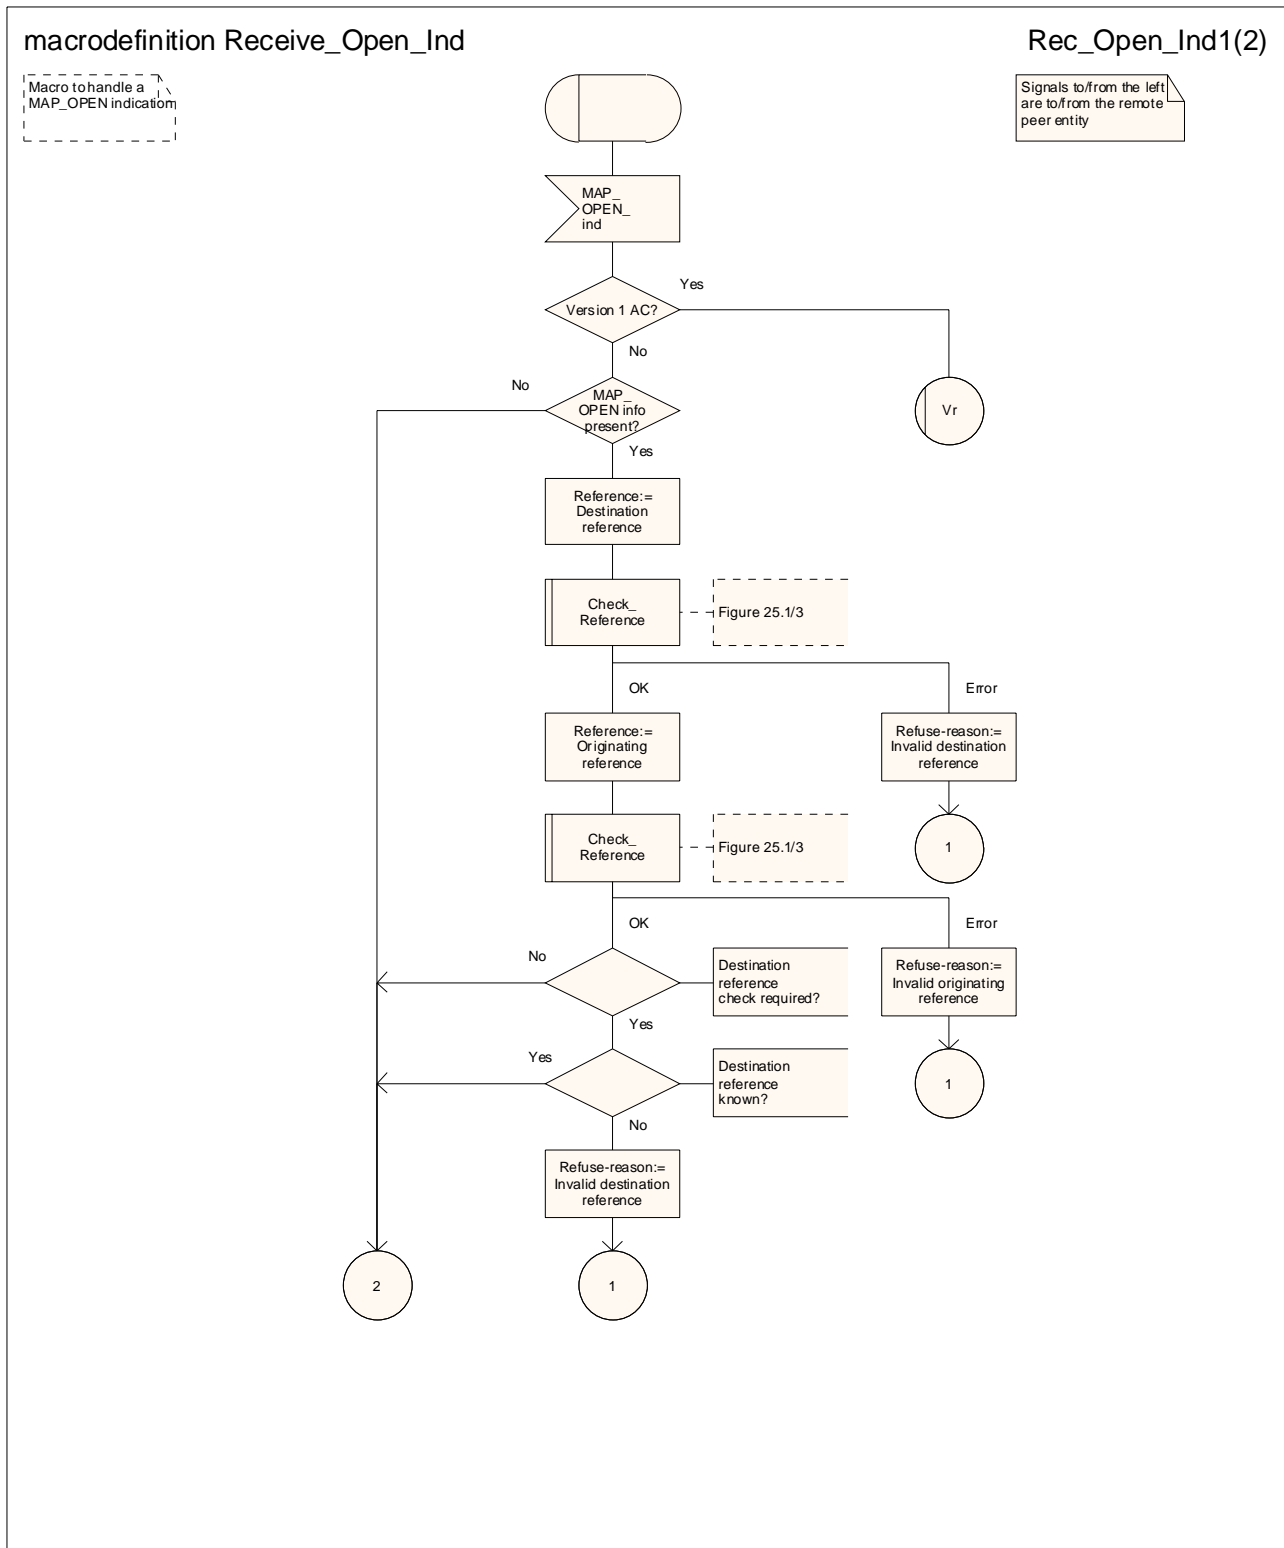 macrodefinition Receive_Open_Ind
Rec_Open_Ind1(2)
Macro to handle a
MAP_OPEN indication
Signals to/from the left
are to/from the remote
peer entity
MAP_
OPEN_
ind
Yes
Version 1 AC?
No
No
MAP_
OPEN info
present?
Vr
Yes
Reference:=
Destination
reference
Check_
Reference
Figure 25.1/3
OK
Error
Reference:=
Originating
reference
Refuse-reason:=
Invalid destination
reference
Check_
Reference
Figure 25.1/3
1
OK
Error
No
Destination
reference
check required?
Refuse-reason:=
Invalid originating
reference
Yes
Yes
Destination
reference
known?
1
No
Refuse-reason:=
Invalid destination
reference
2
1